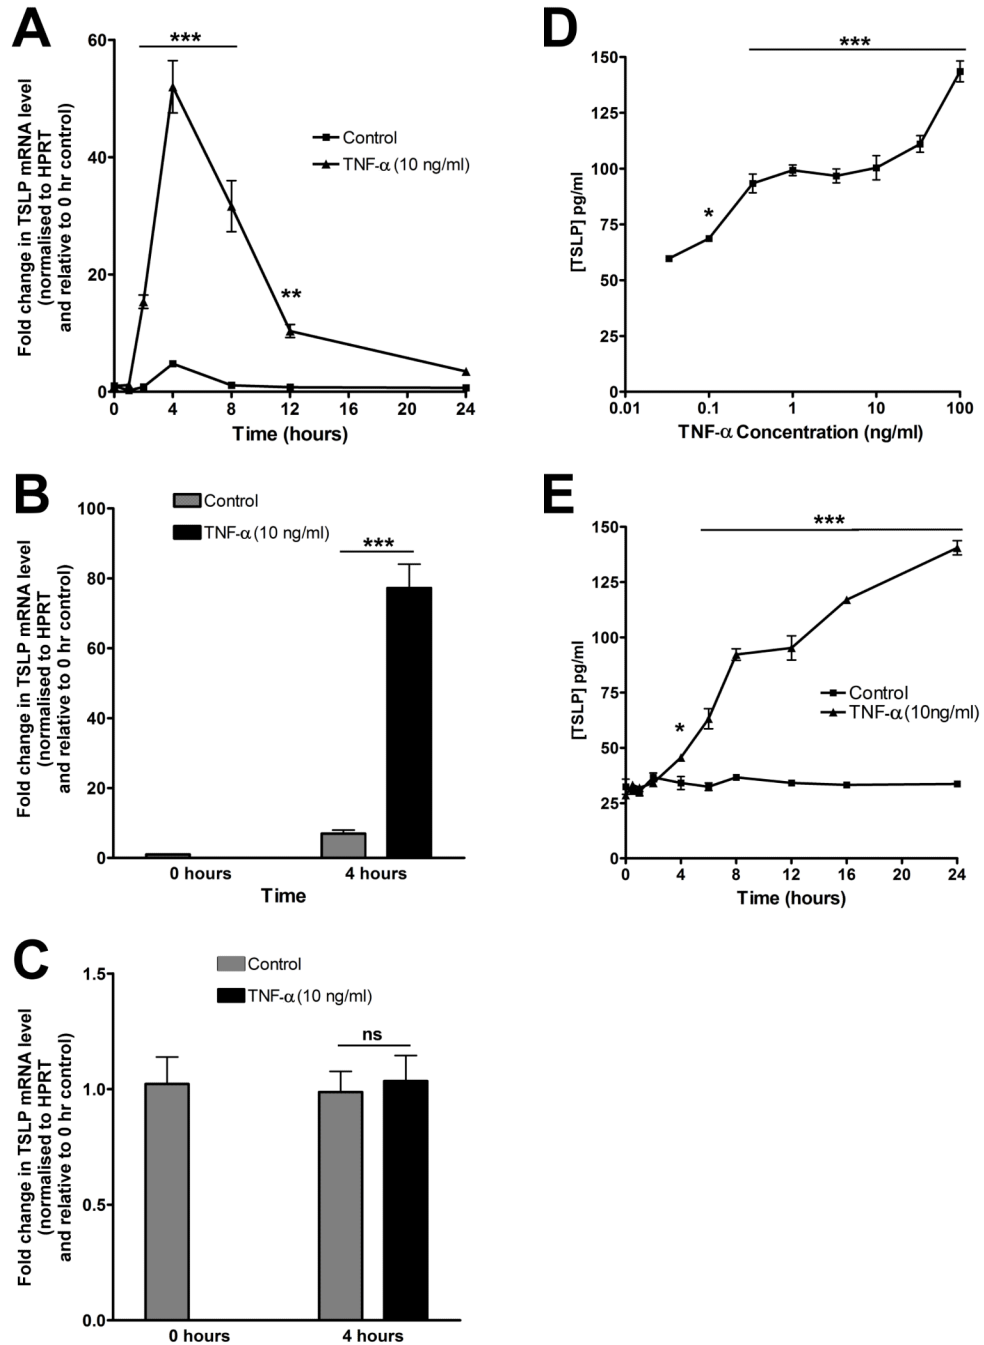 A
Fold change in TSLP mRNA level
(normalised to HPRT
and relative to 0 hr control)
60
40
20
0
***
**
Control
TNF-α (10 ng/ml)
0 4 8 12 16 20 24
Time (hours)
D
[TSLP] pg/ml
150
125
100
75
50
25
0
***
*
0.01 0.1 1 10 100
TNF-α Concentration (ng/ml)
B
Fold change in TSLP mRNA level
(normalised to HPRT
and relative to 0 hr control)
100
80
60
40
20
0
Control
TNF-α (10 ng/ml)
***
0 hours 4 hours
Time
E
[TSLP] pg/ml
150
125
100
75
50
25
0
***
*
Control
TNF-α (10ng/ml)
0 4 8 12 16 20 24
Time (hours)
C
Fold change in TSLP mRNA level
(normalised to HPRT
and relative to 0 hr control)
1.5
1.0
0.5
0.0
Control
TNF-α (10 ng/ml)
ns
0 hours 4 hours